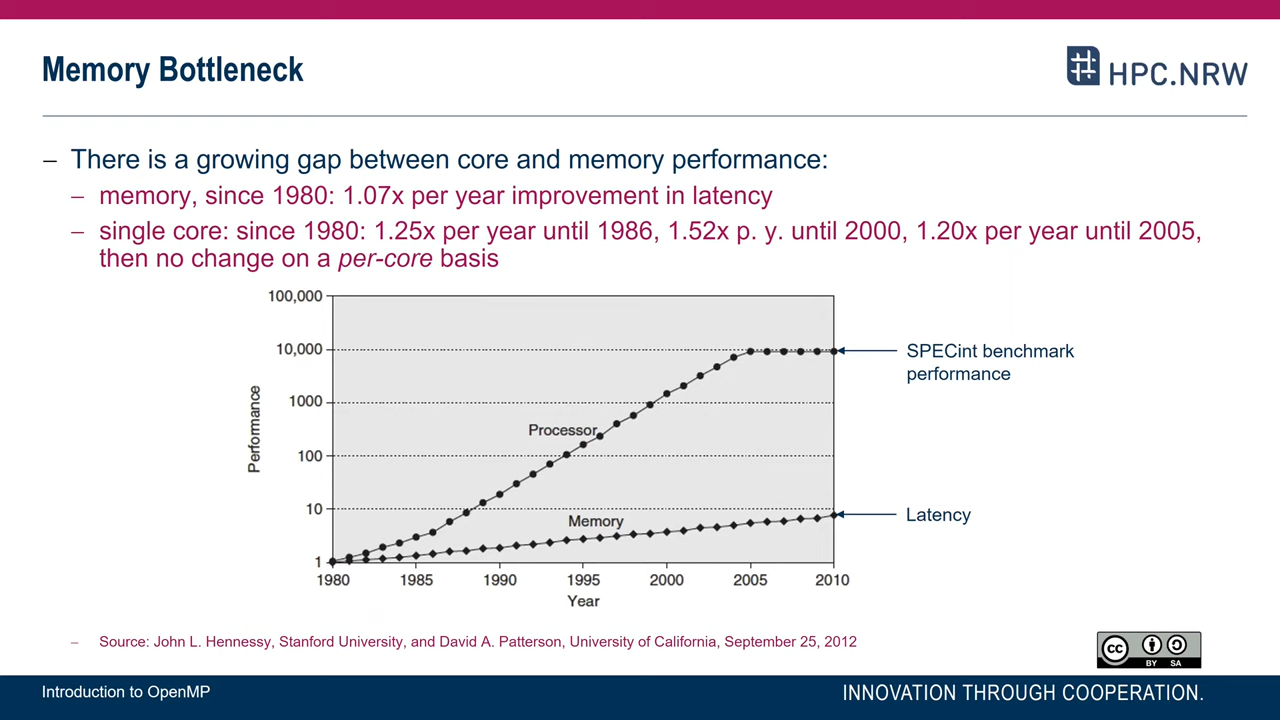 Memory Bottleneck
HPC.NRW
– There is a growing gap between core and memory performance:
– memory, since 1980: 1.07x per year improvement in latency
– single core: since 1980: 1.25x per year until 1986, 1.52x p. y. until 2000, 1.20x per year until 2005,
then no change on a per-core basis
100,000
10,000
1000
100
10
1
Performance
Processor
Memory
SPECint benchmark
performance
Latency
1980 1985 1990 1995 2000 2005 2010
Year
– Source: John L. Hennessy, Stanford University, and David A. Patterson, University of California, September 25, 2012
cc
BY SA
Introduction to OpenMP
INNOVATION THROUGH COOPERATION.